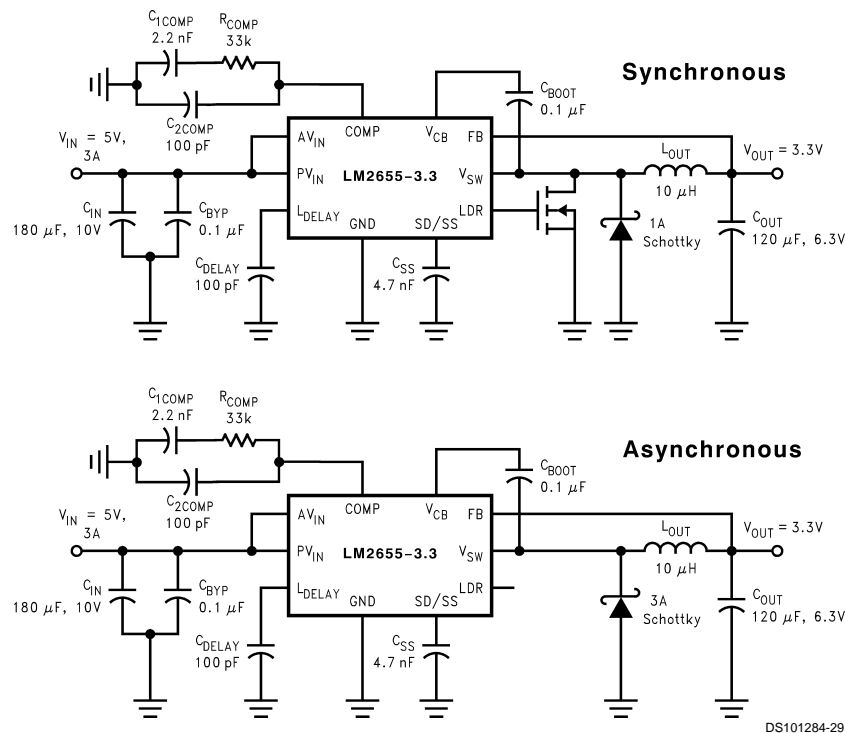 C1COMP
2.2 nF
RCOMP
33k
C2COMP
100 pF
Synchronous
CBOOT
0.1 μF
VIN = 5V,
3A
AVIN
COMP
VCB
FB
PVIN
LM2655-3.3
VSW
LDELAY
GND
SD/SS
LDR
LOUT
10 μH
VOUT = 3.3V
CIN
180 μF, 10V
CBYP
0.1 μF
CDELAY
100 pF
CSS
4.7 nF
1A
Schottky
COUT
120 μF, 6.3V
C1COMP
2.2 nF
RCOMP
33k
C2COMP
100 pF
Asynchronous
CBOOT
0.1 μF
VIN = 5V,
3A
AVIN
COMP
VCB
FB
PVIN
LM2655-3.3
VSW
LDELAY
GND
SD/SS
LDR
LOUT
10 μH
VOUT = 3.3V
CIN
180 μF, 10V
CBYP
0.1 μF
CDELAY
100 pF
CSS
4.7 nF
3A
Schottky
COUT
120 μF, 6.3V
DS101284-29